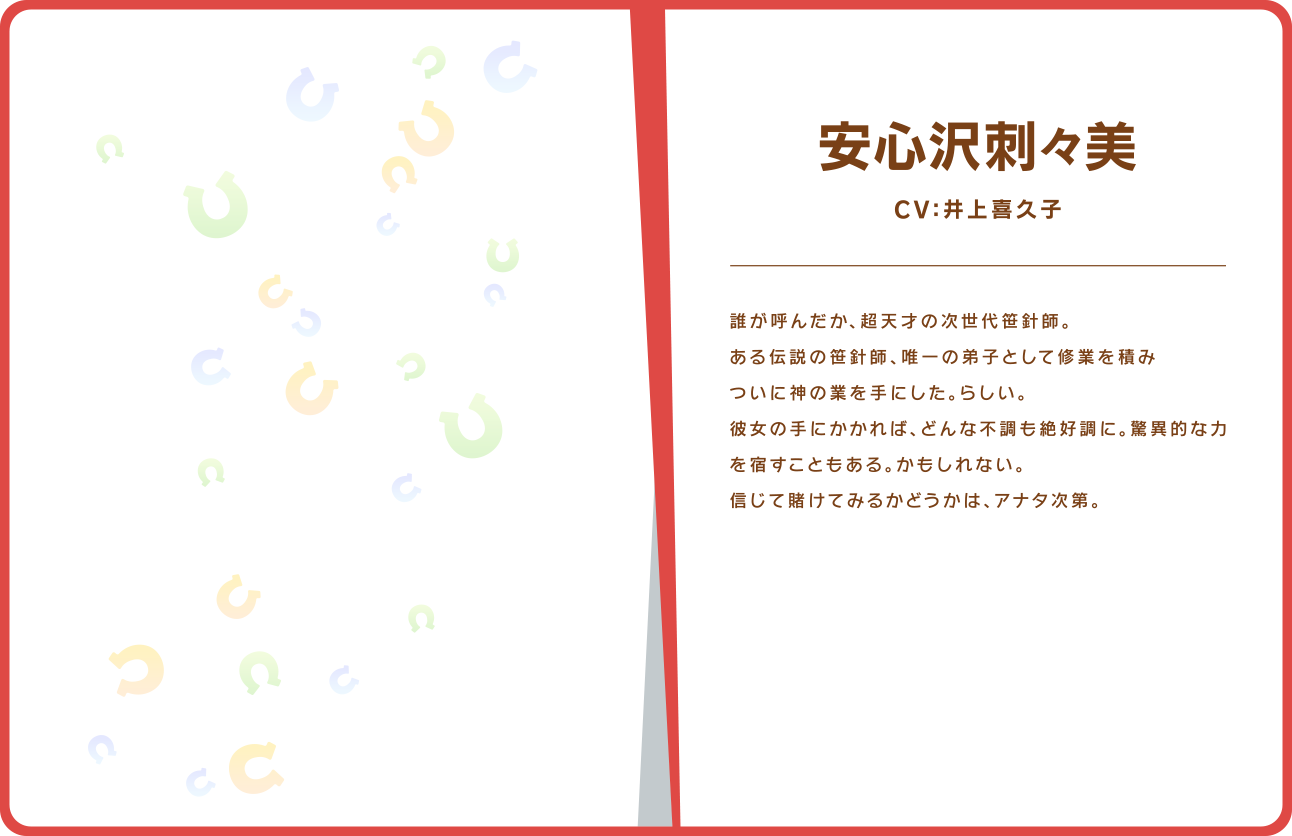 安心沢刺々美
CV:井上喜久子
誰が呼んだか、超天才の次世代笹針師。
ある伝説の笹針師、唯一の弟子として修業を積み
ついに神の業を手にした。らしい。
彼女の手にかかれば、どんな不調も絶好調に。驚異的な力
を宿すこともある。かもしれない。
信じて賭けてみるかどうかは、アナタ次第。